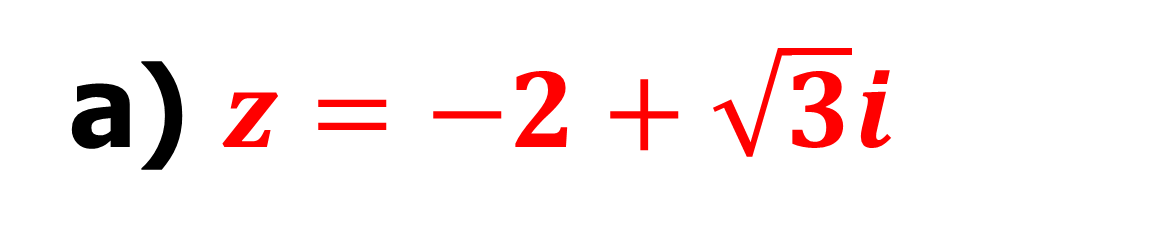 a) z = −2 + √3i